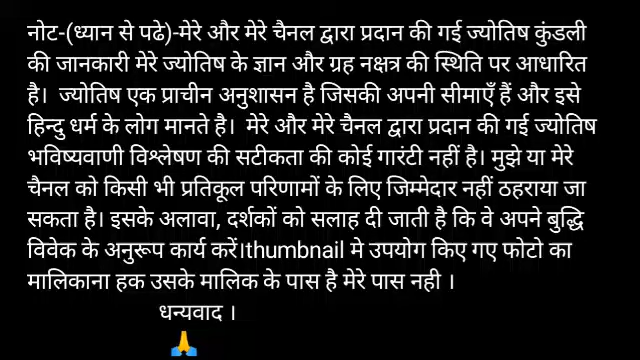 नोट-(ध्यान से पढे)-मेरे और मेरे चैनल द्वारा प्रदान की गई ज्योतिष कुंडली
की जानकारी मेरे ज्योतिष के ज्ञान और ग्रह नक्षत्र की स्थिति पर आधारित
है। ज्योतिष एक प्राचीन अनुशासन है जिसकी अपनी सीमाएँ हैं और इसे
हिन्दु धर्म के लोग मानते है। मेरे और मेरे चैनल द्वारा प्रदान की गई ज्योतिष
भविष्यवाणी विश्लेषण की सटीकता की कोई गारंटी नहीं है। मुझे या मेरे
चैनल को किसी भी प्रतिकूल परिणामों के लिए जिम्मेदार नहीं ठहराया जा
सकता है। इसके अलावा, दर्शकों को सलाह दी जाती है कि वे अपने बुद्धि
विवेक के अनुरूप कार्य करें।thumbnail मे उपयोग किए गए फोटो का
मालिकाना हक उसके मालिक के पास है मेरे पास नही ।
धन्यवाद ।
🙏